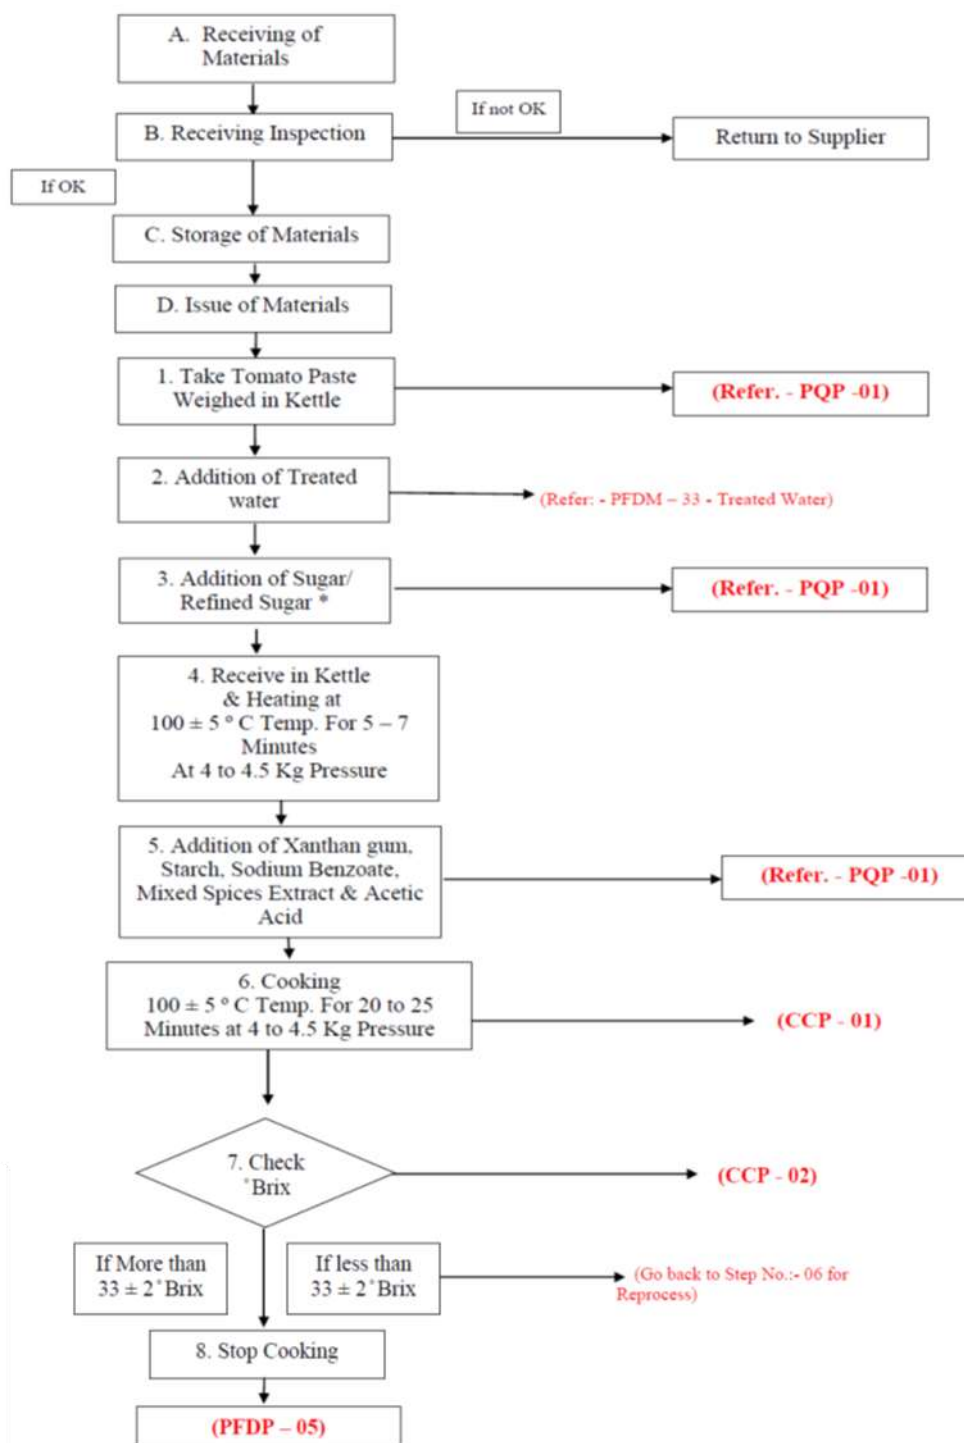 A. Receiving of
Materials
If not OK
B. Receiving Inspection
Return to Supplier
If OK
C. Storage of Materials
D. Issue of Materials
1. Take Tomato Paste
Weighed in Kettle
(Refer. - PQP -01)
2. Addition of Treated
water
(Refer: - PFDM – 33 - Treated Water)
3. Addition of Sugar/
Refined Sugar *
(Refer. - PQP -01)
4. Receive in Kettle
& Heating at
100 ± 5 ° C Temp. For 5 – 7
Minutes
At 4 to 4.5 Kg Pressure
5. Addition of Xanthan gum,
Starch, Sodium Benzoate,
Mixed Spices Extract & Acetic
Acid
(Refer. - PQP -01)
6. Cooking
100 ± 5 ° C Temp. For 20 to 25
Minutes at 4 to 4.5 Kg Pressure
(CCP - 01)
7. Check
°Brix
(CCP - 02)
If More than
33 ± 2°Brix
If less than
33 ± 2°Brix
(Go back to Step No.:- 06 for
Reprocess)
8. Stop Cooking
(PFDP – 05)